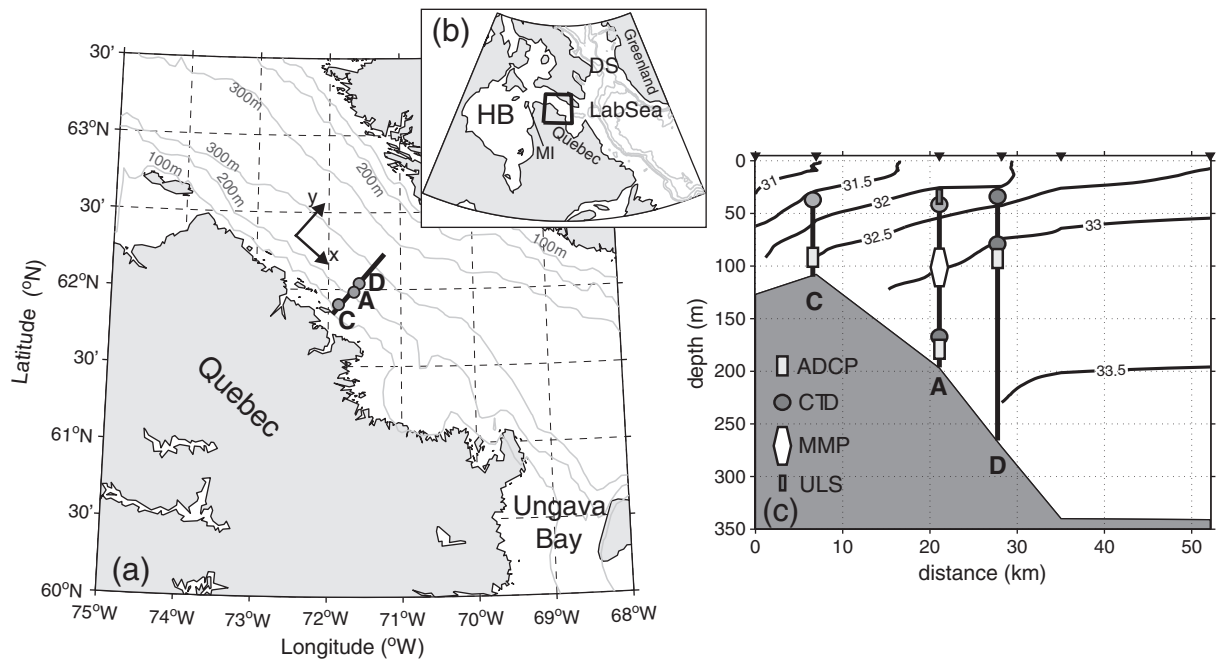 (a)
30'
63°N
30'
62°N
30'
61°N
30'
60°N
Latitude (°N)
75°W 74°W 73°W 72°W 71°W 70°W 69°W 68°W
Longitude (°W)
300m
300m
100m
200m
200m
100m
y
x
D
A
C
Quebec
Ungava
Bay
(b)
DS
Greenland
HB
LabSea
MI
Quebec
(c)
31
31.5
32
32.5
33
33.5
C
A
D
ADCP
CTD
MMP
ULS
0
50
100
150
200
250
300
350
depth (m)
0 10 20 30 40 50
distance (km)